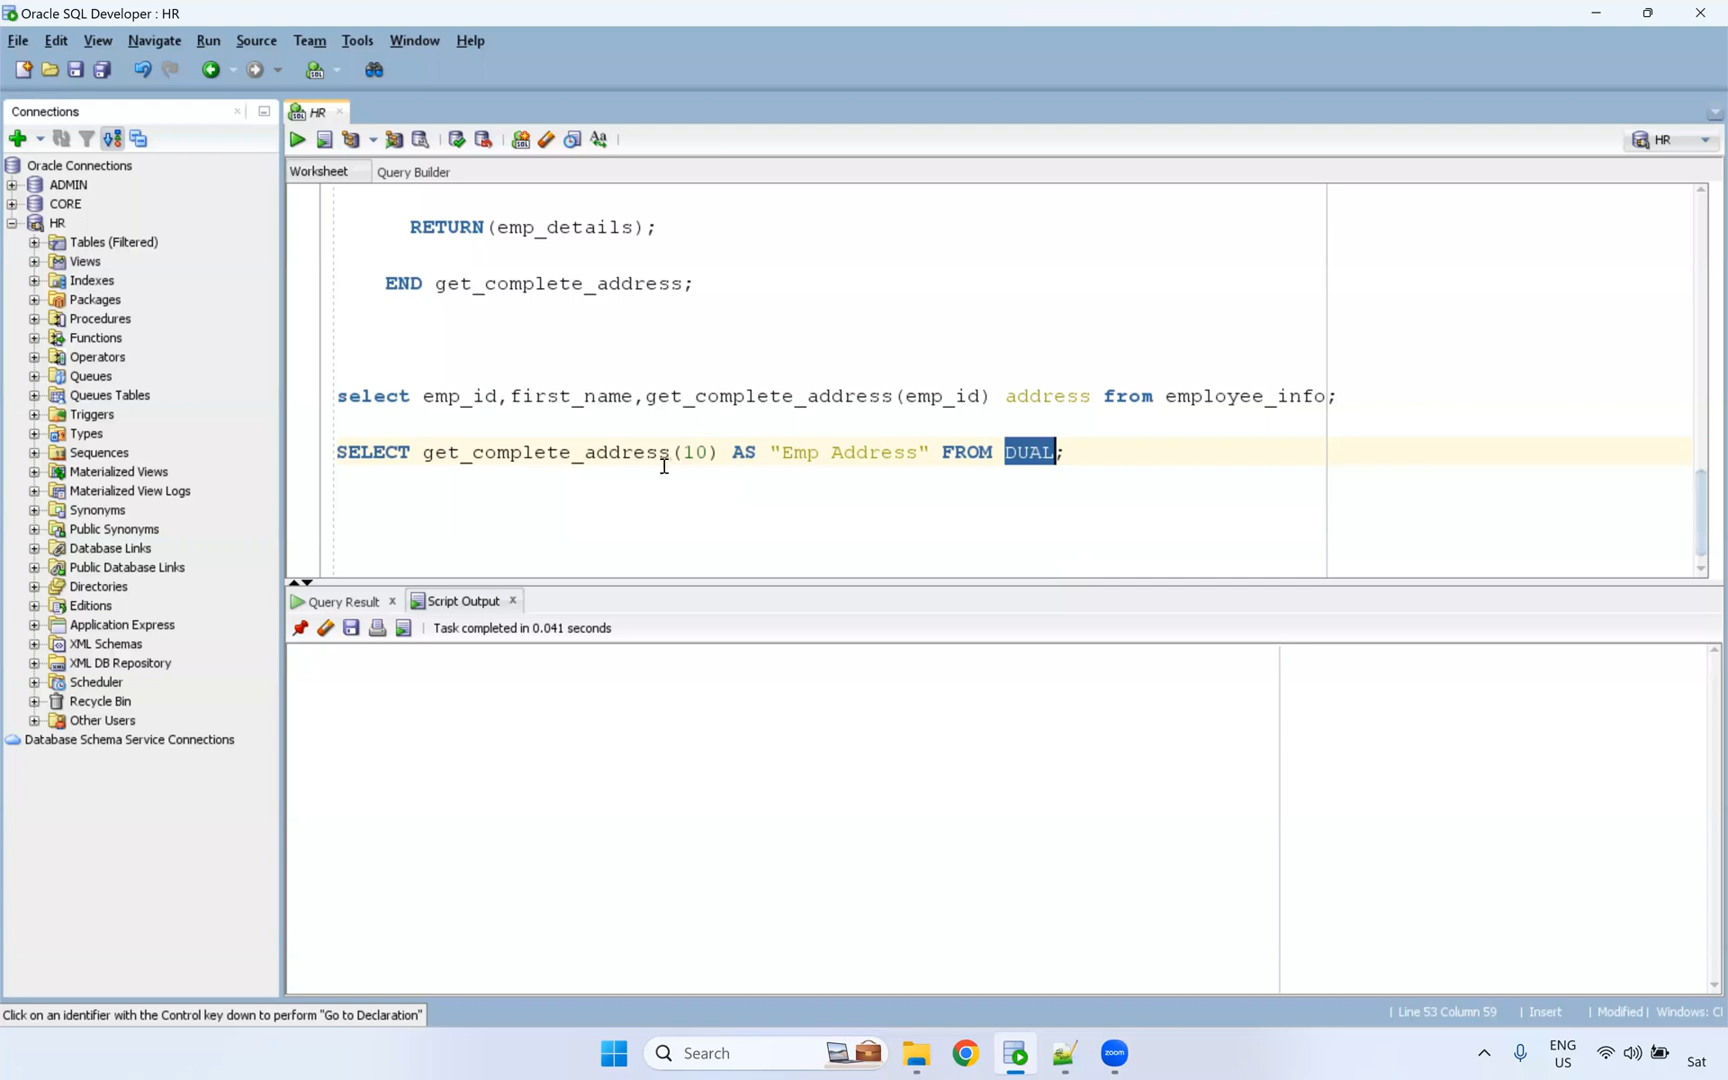 Oracle SQL Developer : HR
File Edit View Navigate Run Source Team Tools Window Help
Connections
HR
HR
Worksheet Query Builder
Oracle Connections
ADMIN
CORE
HR
Tables (Filtered)
Views
Indexes
Packages
Procedures
Functions
Operators
Queues
Queues Tables
Triggers
Types
Sequences
Materialized Views
Materialized View Logs
Synonyms
Public Synonyms
Database Links
Public Database Links
Directories
Editions
Application Express
XML Schemas
XML DB Repository
Scheduler
Recycle Bin
Other Users
Database Schema Service Connections
RETURN(emp_details);
END get_complete_address;
select emp_id,first_name,get_complete_address(emp_id) address from employee_info;
SELECT get_complete_address(10) AS "Emp Address" FROM DUAL;
Query Result Script Output
Task completed in 0.041 seconds
Click on an identifier with the Control key down to perform "Go to Declaration"
Line 53 Column 59 Insert Modified Windows: Cl
Search
zoom
ENG
US
Sat